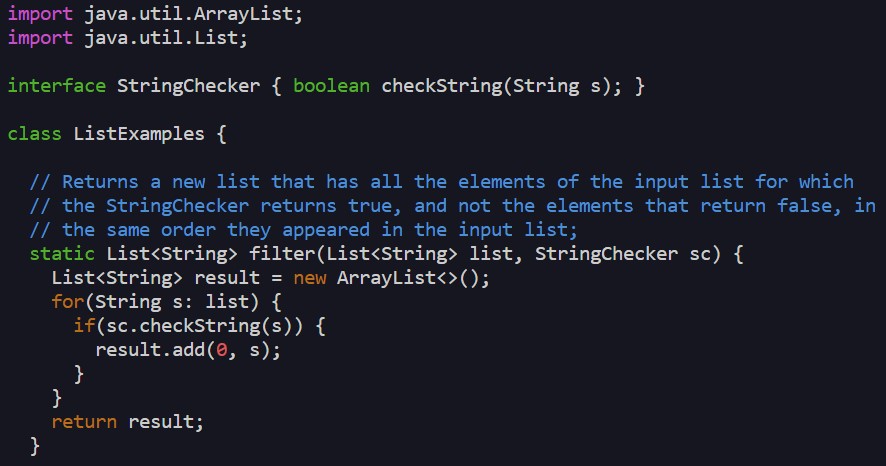 import java.util.ArrayList;
import java.util.List;

interface StringChecker { boolean checkString(String s); }

class ListExamples {

  // Returns a new list that has all the elements of the input list for which
  // the StringChecker returns true, and not the elements that return false, in
  // the same order they appeared in the input list;
  static List<String> filter(List<String> list, StringChecker sc) {
    List<String> result = new ArrayList<>();
    for(String s: list) {
      if(sc.checkString(s)) {
        result.add(0, s);
      }
    }
    return result;
  }